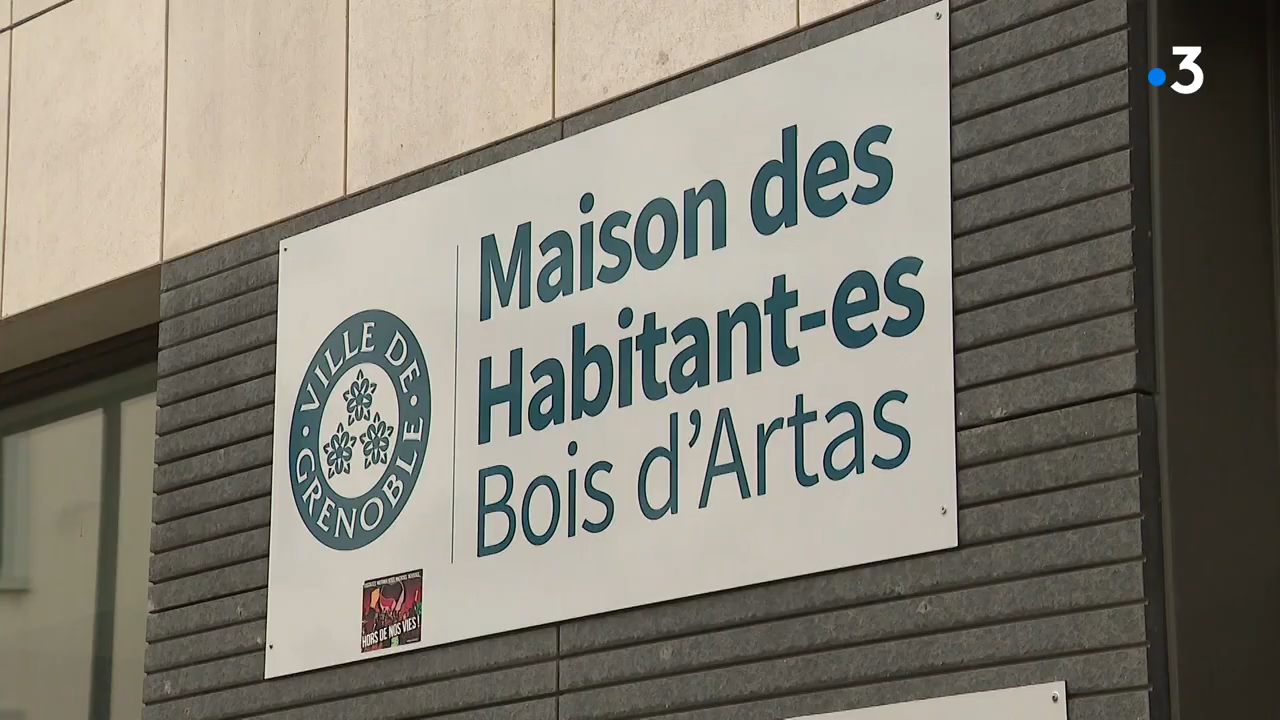 3
Maison des
Habitant-es
Bois d'Artas
VILLE DE
GRENOBLE
HORS DE NOS VIES !